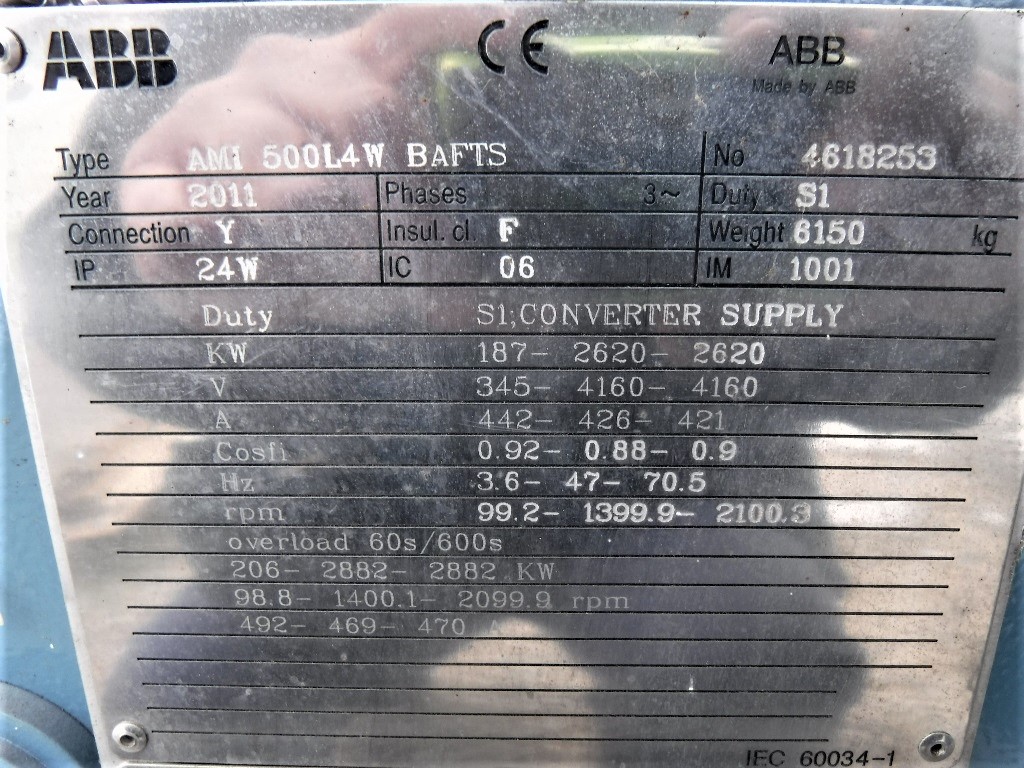 ABB CE ABB
Made by ABB
Type AMI 500L4W BAFTS No 4618253
Year 2011 Phases 3~ Duty S1
Connection Y Insul. cl. F Weight 6150 kg
IP 24W IC 06 IM 1001
Duty S1;CONVERTER SUPPLY
KW 187- 2620- 2620
V 345- 4160- 4160
A 442- 426- 421
Cosfi 0.92- 0.88- 0.9
Hz 3.6- 47- 70.5
rpm 99.2- 1399.9- 2100.3
overload 60s/600s
206- 2882- 2882 KW
98.8- 1400.1- 2099.9 rpm
492- 469- 470 A
IEC 60034-1